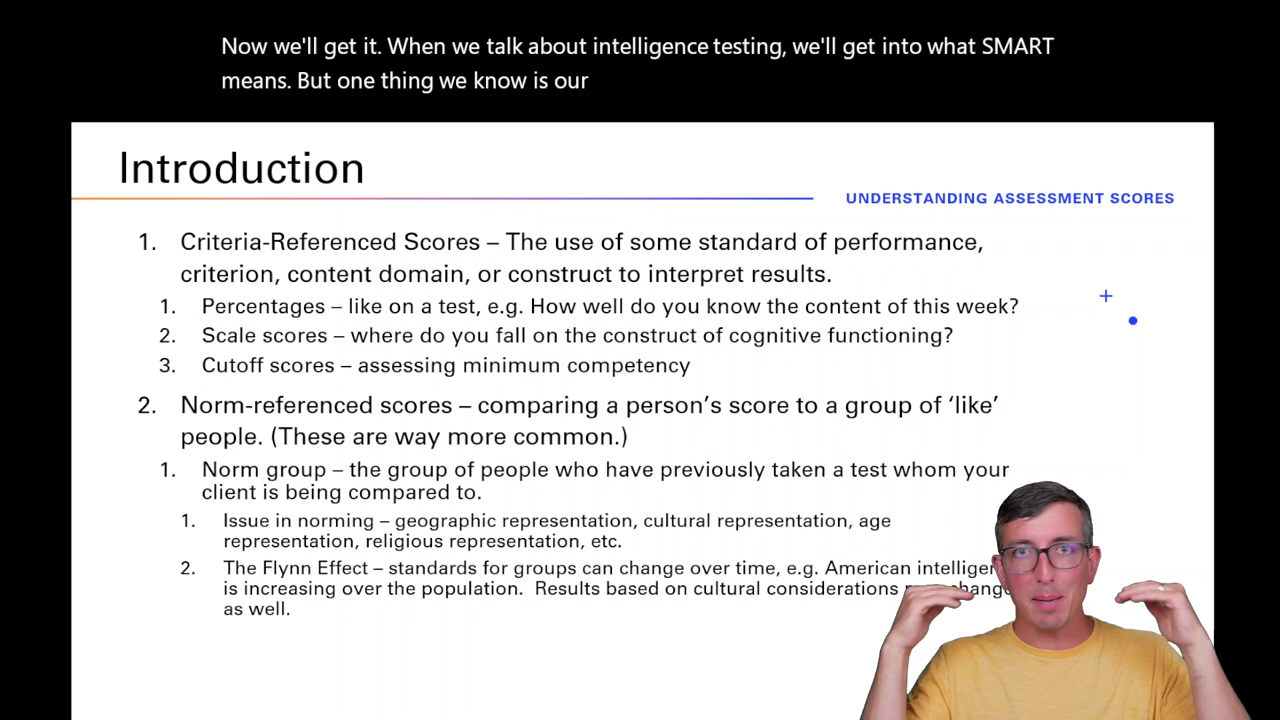 Now we'll get it. When we talk about intelligence testing, we'll get into what SMART
means. But one thing we know is our
Introduction
UNDERSTANDING ASSESSMENT SCORES
1. Criteria-Referenced Scores – The use of some standard of performance,
criterion, content domain, or construct to interpret results.
1. Percentages – like on a test, e.g. How well do you know the content of this week?
2. Scale scores – where do you fall on the construct of cognitive functioning?
3. Cutoff scores – assessing minimum competency
2. Norm-referenced scores – comparing a person's score to a group of 'like'
people. (These are way more common.)
1. Norm group – the group of people who have previously taken a test whom your
client is being compared to.
1. Issue in norming – geographic representation, cultural representation, age
representation, religious representation, etc.
2. The Flynn Effect – standards for groups can change over time, e.g. American
is increasing over the population. Results based on cultural considerations
as well.